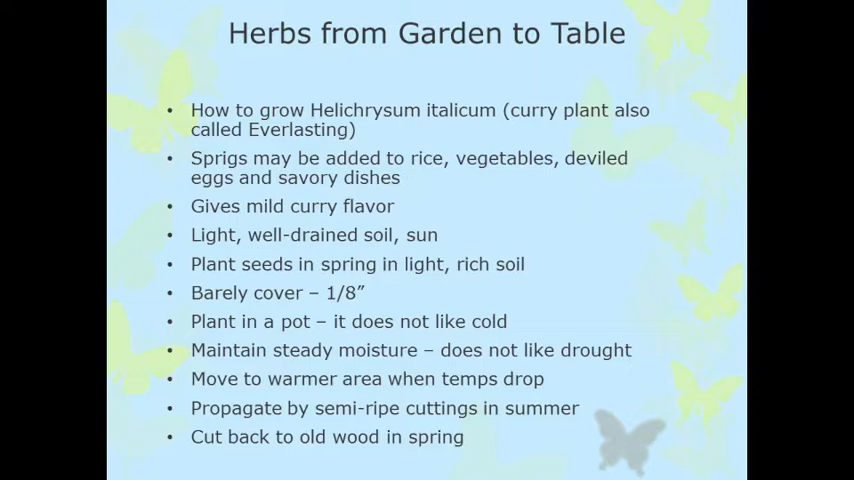 Herbs from Garden to Table
• How to grow Helichrysum italicum (curry plant also
called Everlasting)
• Sprigs may be added to rice, vegetables, deviled
eggs and savory dishes
• Gives mild curry flavor
• Light, well-drained soil, sun
• Plant seeds in spring in light, rich soil
• Barely cover – 1/8”
• Plant in a pot – it does not like cold
• Maintain steady moisture – does not like drought
• Move to warmer area when temps drop
• Propagate by semi-ripe cuttings in summer
• Cut back to old wood in spring